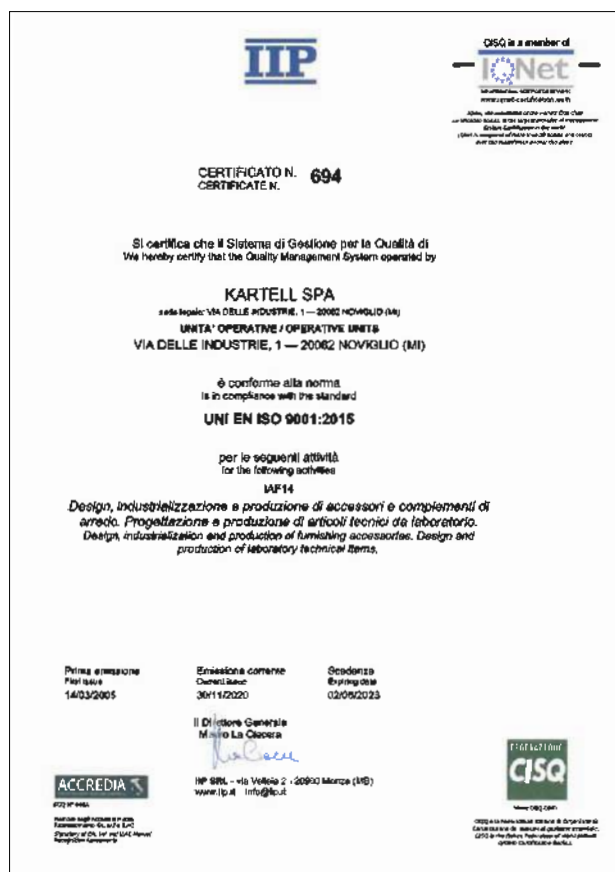 IIP
CISQ is a member of
IQNet
CERTIFICATO N. 694
CERTIFICATE N.
Si certifica che il Sistema di Gestione per la Qualità di
We hereby certify that the Quality Management System operated by
KARTELL SPA
sede legale: VIA DELLE INDUSTRIE, 1 — 20082 NOVIGLIO (MI)
UNITA' OPERATIVE / OPERATIVE UNITS
VIA DELLE INDUSTRIE, 1 — 20082 NOVIGLIO (MI)
è conforme alla norma
is in compliance with the standard
UNI EN ISO 9001:2015
per le seguenti attività
for the following activities
IAF14
Design, industrializzazione e produzione di accessori e complementi di
arredo. Progettazione e produzione di articoli tecnici da laboratorio.
Design, industrialization and production of furnishing accessories. Design and
production of laboratory technical items.
Prima emissione
First issue
14/03/2005
Emissione corrente
Current issue
30/11/2020
Scadenza
Expiring date
02/06/2023
Il Direttore Generale
La
IIP SRL - via Velleia 2 - 20900 Monza (MB)
www.iip.it info@iip.it
ACCREDIA
FEDERAZIONE
CISQ